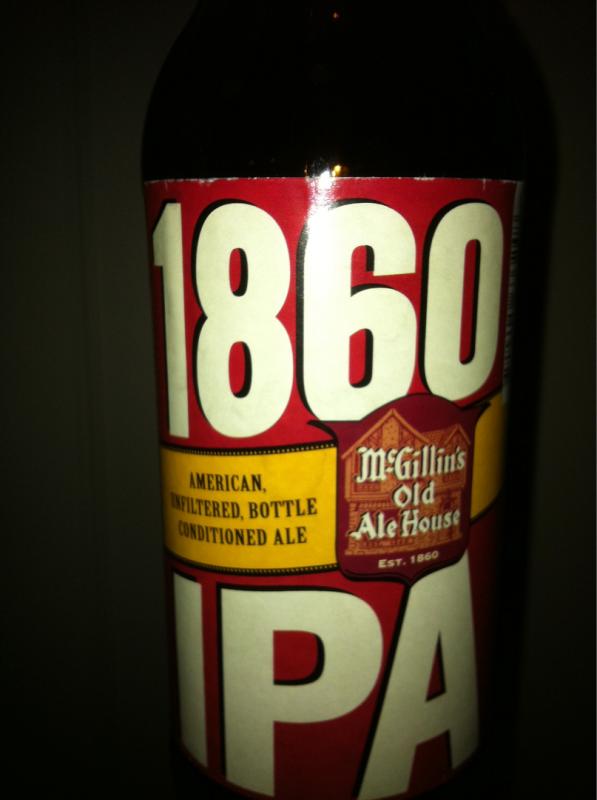 1860
AMERICAN,
UNFILTERED, BOTTLE
CONDITIONED ALE
McGillin's
Old
Ale House
EST. 1860
IPA